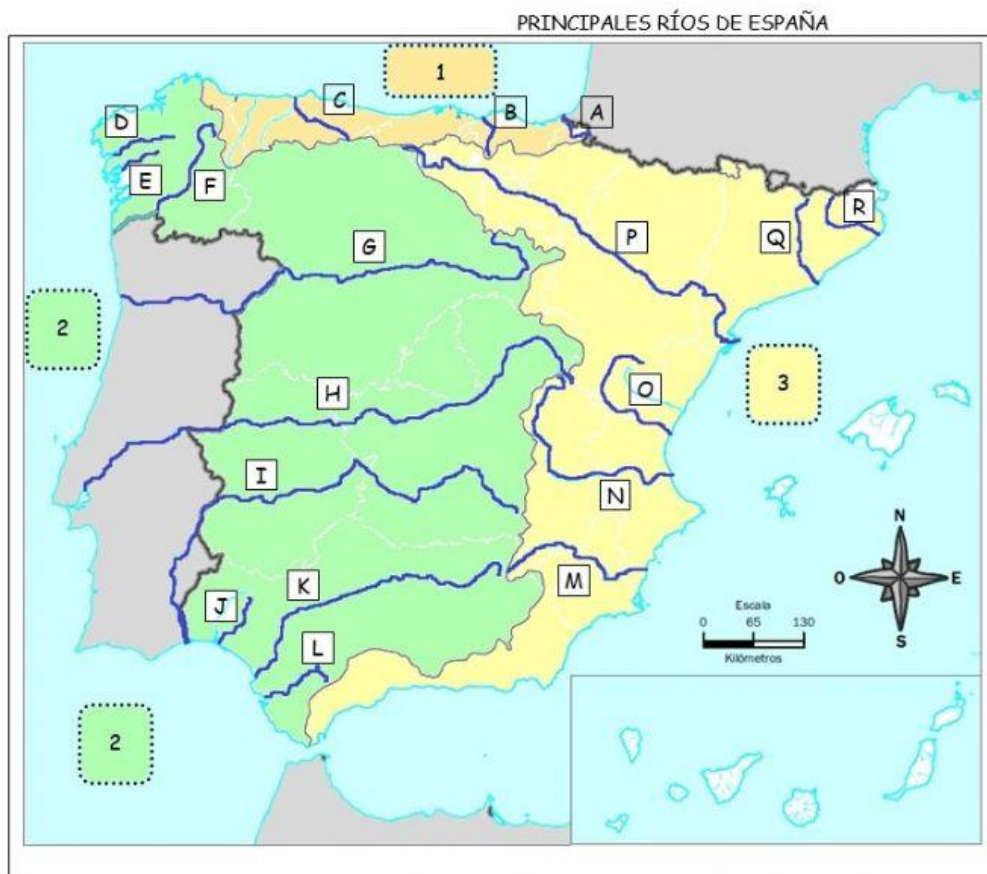 PRINCIPALES RÍOS DE ESPAÑA
1
C
B
A
D
E
F
R
G
P
Q
2
3
H
O
I
N
N
O E
S
M
K
J
Escala
0 65 130
Kilómetros
L
2